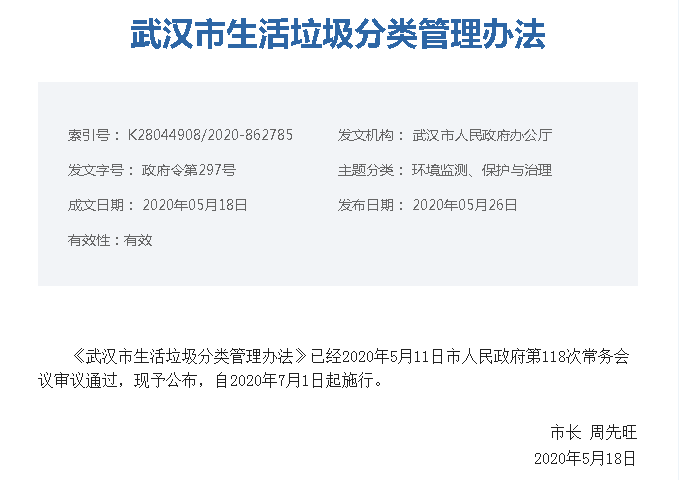 武汉市生活垃圾分类管理办法
索引号： K28044908/2020-862785 发文机构： 武汉市人民政府办公厅
发文字号： 政府令第297号 主题分类： 环境监测、保护与治理
成文日期： 2020年05月18日 发布日期： 2020年05月26日
有效性：有效
《武汉市生活垃圾分类管理办法》已经2020年5月11日市人民政府第118次常务会
议审议通过，现予公布，自2020年7月1日起施行。
市长 周先旺
2020年5月18日